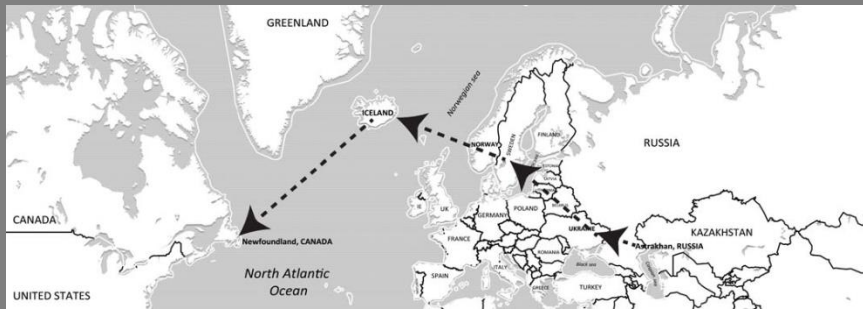 GREENLAND
Norwegian sea
ICELAND
SWEDEN
FINLAND
NORWAY
RUSSIA
UK
POLAND
GERMANY
CANADA
UKRAINE
KAZAKHSTAN
Newfoundland, CANADA
Astrakhan, RUSSIA
FRANCE
ROMANIA
Black sea
ITALY
North Atlantic
Ocean
SPAIN
TURKEY
GREECE
UNITED STATES